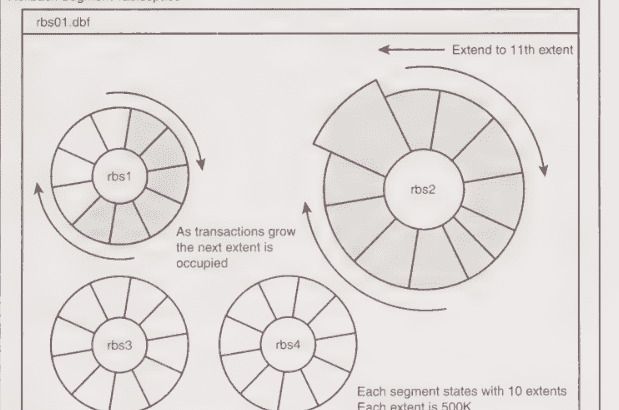 rbs01.dbf
Extend to 11th extent
rbs1
rbs2
As transactions grow
the next extent is
occupied
rbs3
rbs4
Each segment states with 10 extents
Each extent is 500K